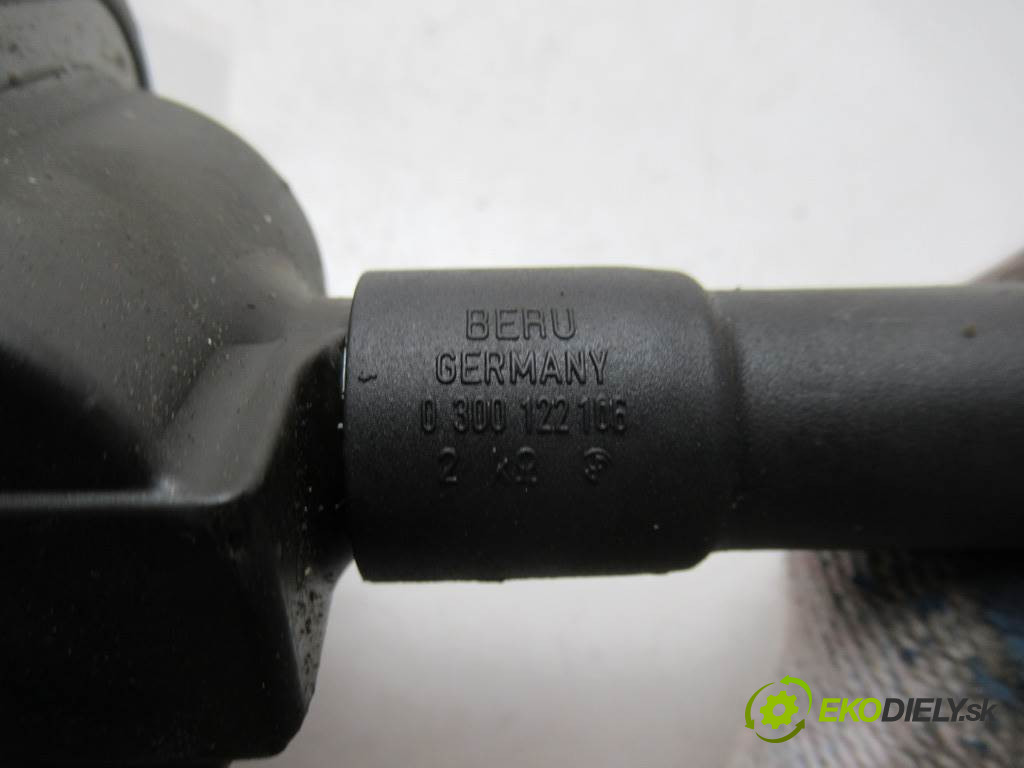 BERU
GERMANY
0 300 122 106
2 kΩ
EKODIELY.sk